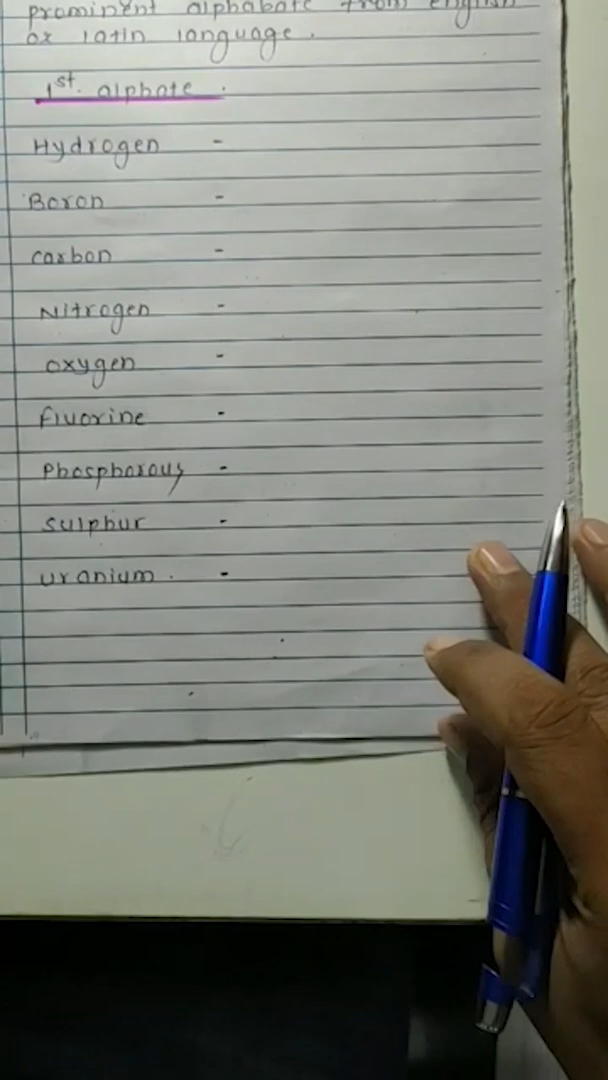 prominent alphabate from english
or latin language.
1st. alphate.
Hydrogen -
Boron -
carbon -
Nitrogen -
oxygen -
fluorine -
Phosphorous -
sulphur -
uranium. -